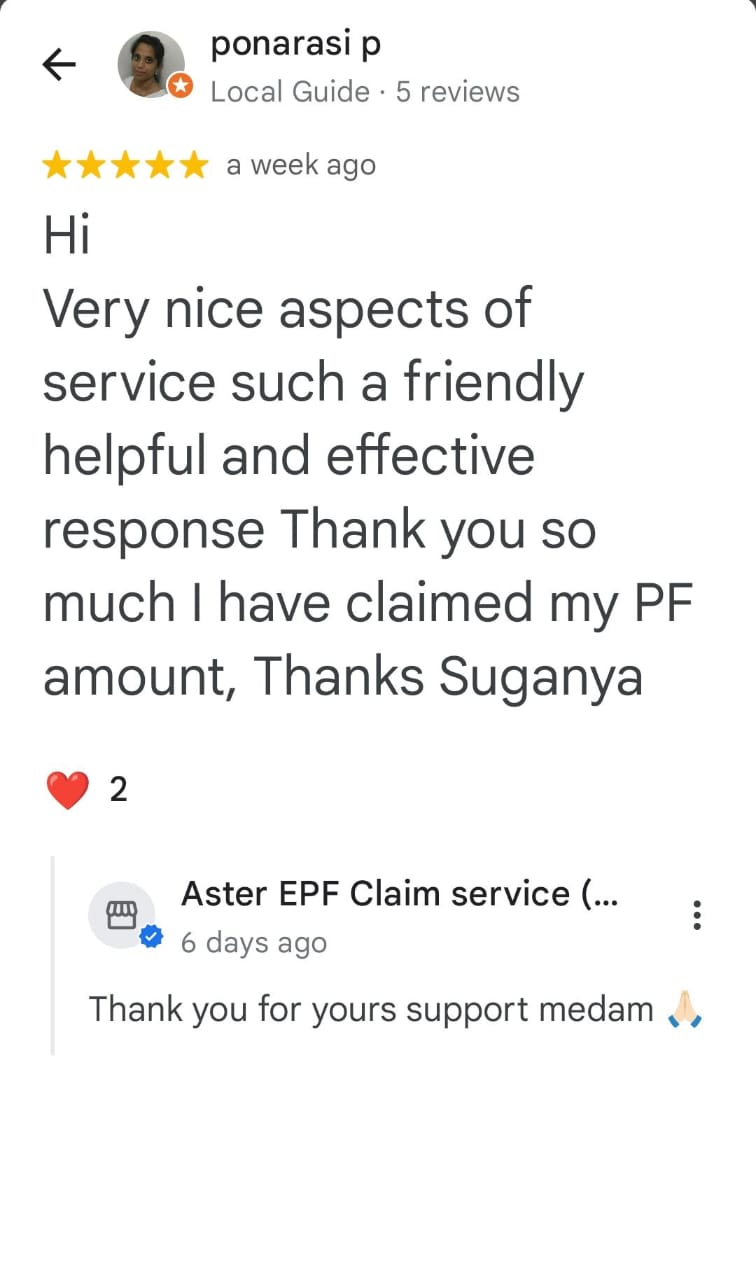 ponarasi p
Local Guide · 5 reviews
a week ago
Hi
Very nice aspects of
service such a friendly
helpful and effective
response Thank you so
much I have claimed my PF
amount, Thanks Suganya
❤️ 2
Aster EPF Claim service (...
6 days ago
Thank you for yours support medam 🙏🏻